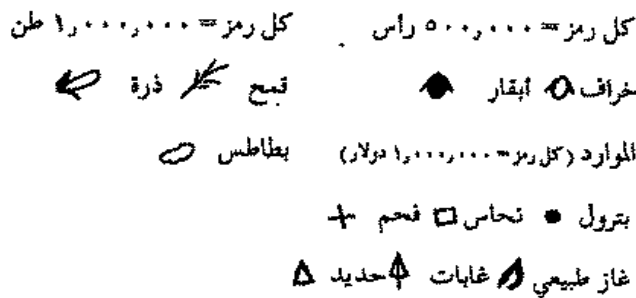 كل رمز = ٥٠٠,٠٠٠ رأس كل رمز = ١,٠٠٠,٠٠٠ طن
خراف أبقار قمح ذرة
الموارد (كل رمز = ١,٠٠٠,٠٠٠ دولار) بطاطس
بترول نحاس فحم
غاز طبيعي غابات حديد